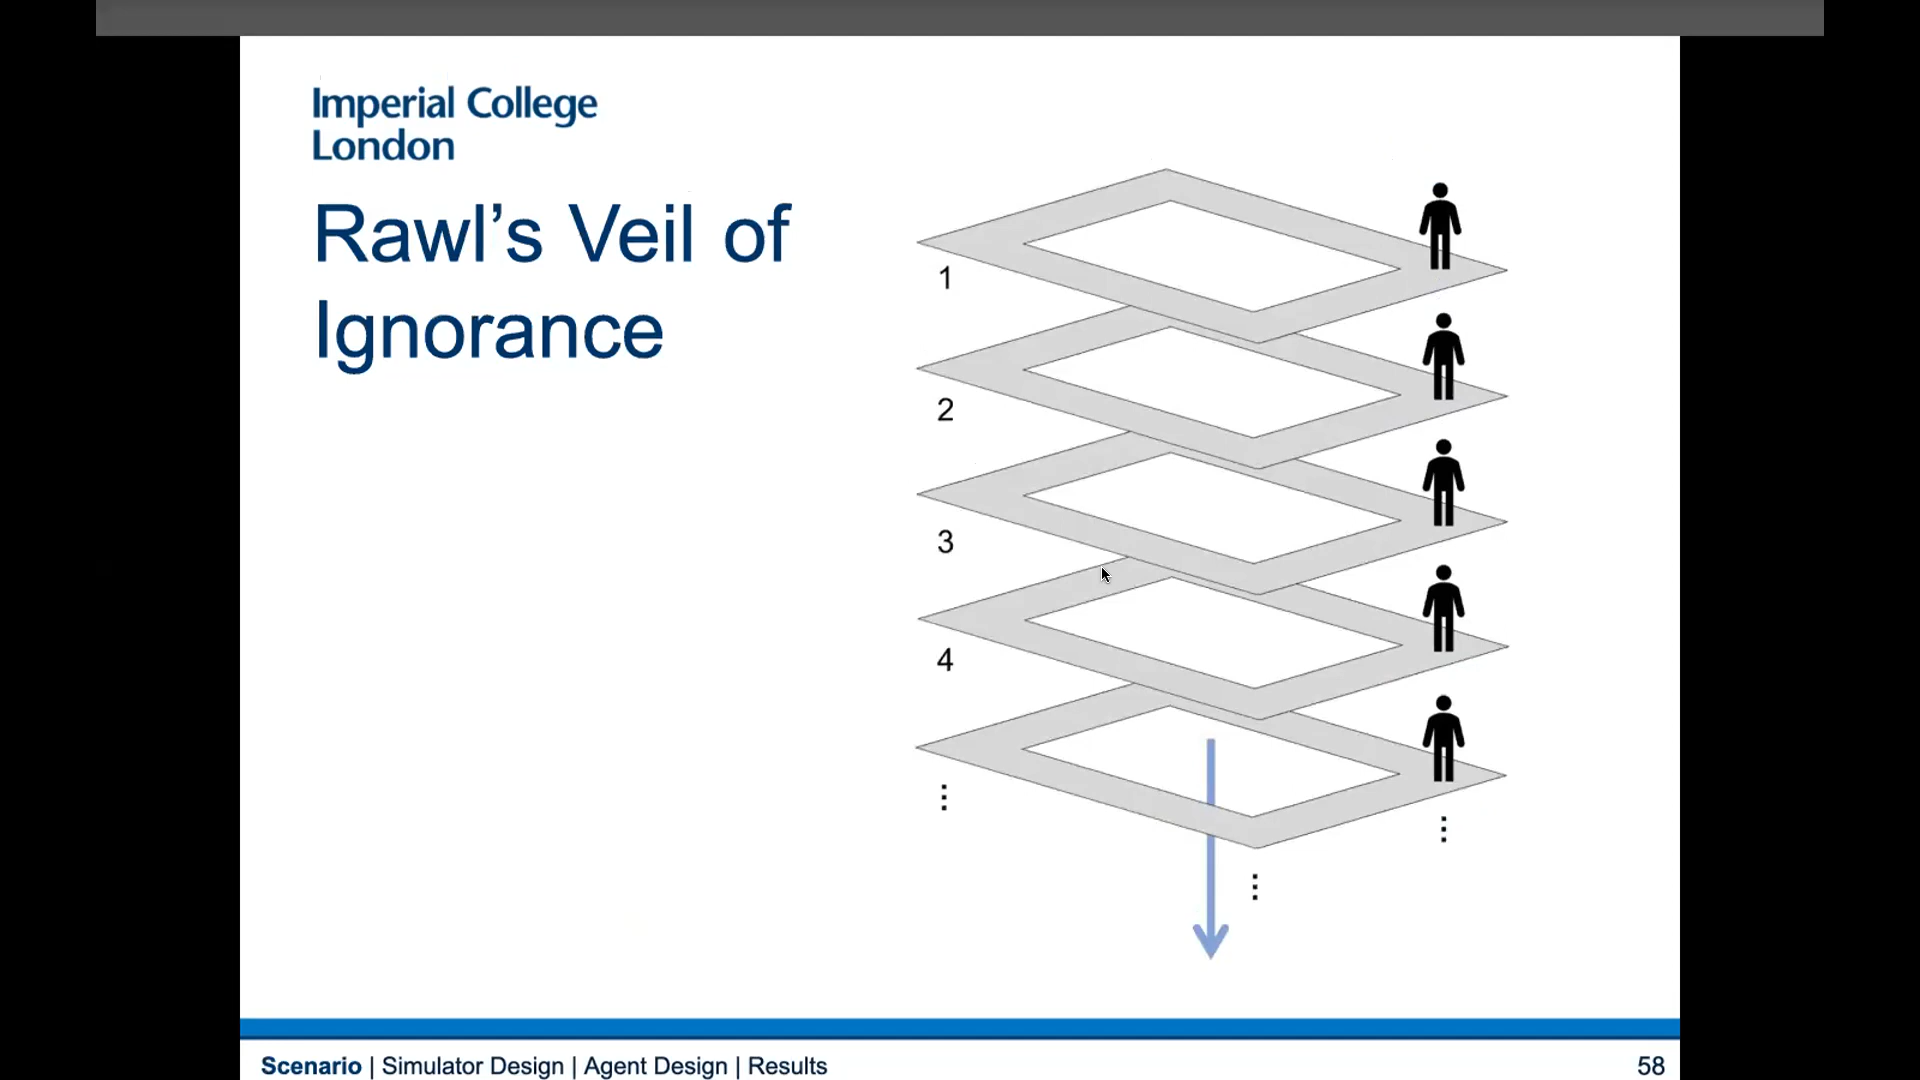 Imperial College
London
Rawl’s Veil of
Ignorance
1
2
3
4
Scenario | Simulator Design | Agent Design | Results
58